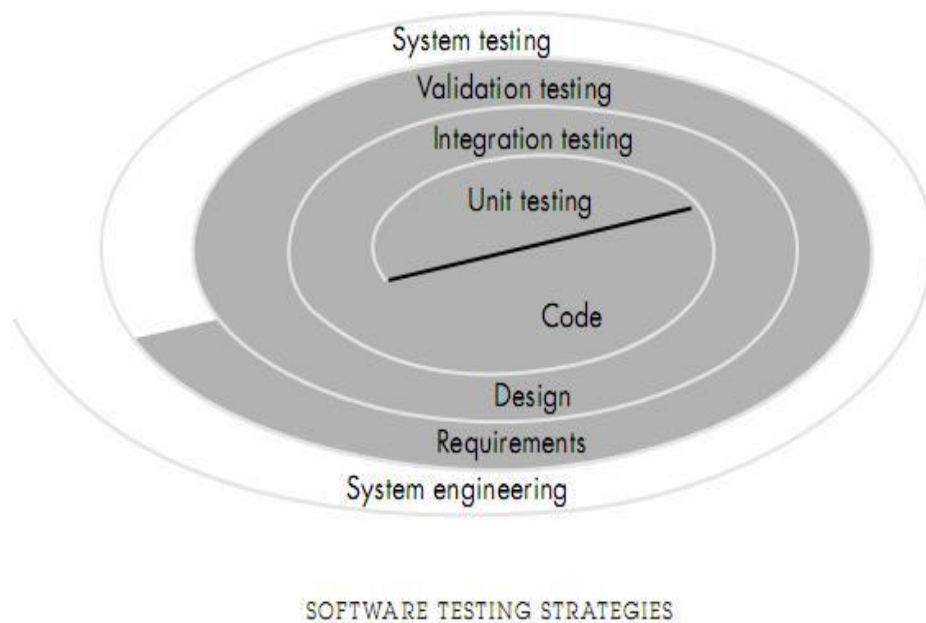 System testing
Validation testing
Integration testing
Unit testing
Code
Design
Requirements
System engineering
SOFTWARE TESTING STRATEGIES